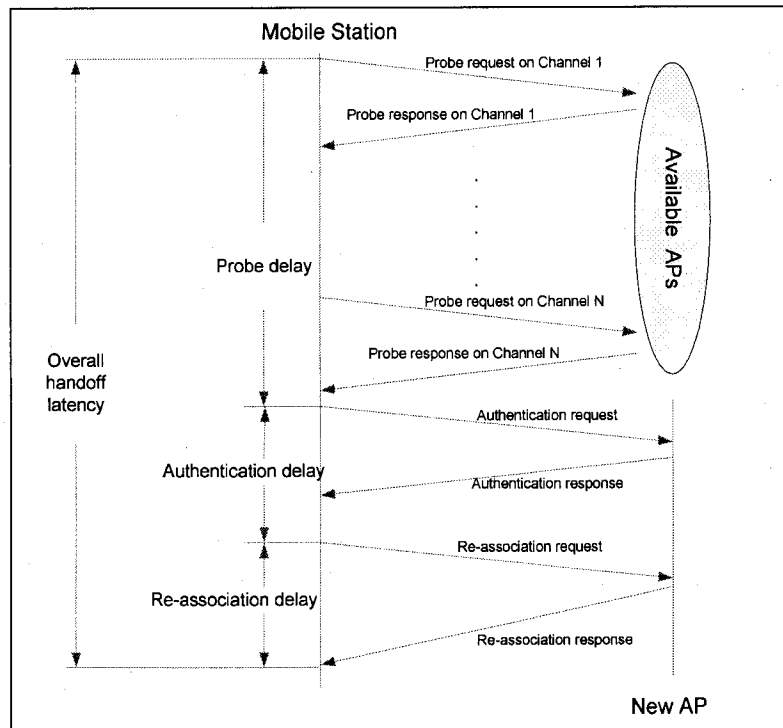 Mobile Station
Probe request on Channel 1
Probe response on Channel 1
Available APs
Probe delay
Probe request on Channel N
Probe response on Channel N
Overall
handoff
latency
Authentication request
Authentication delay
Authentication response
Re-association request
Re-association delay
Re-association response
New AP